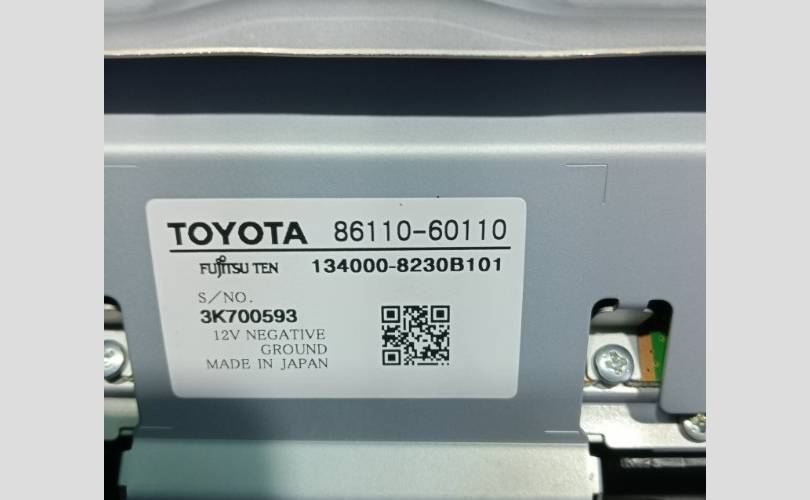 TOYOTA 86110-60110
FUJITSU TEN 134000-8230B101
S/NO.
3K700593
12V NEGATIVE
GROUND
MADE IN JAPAN